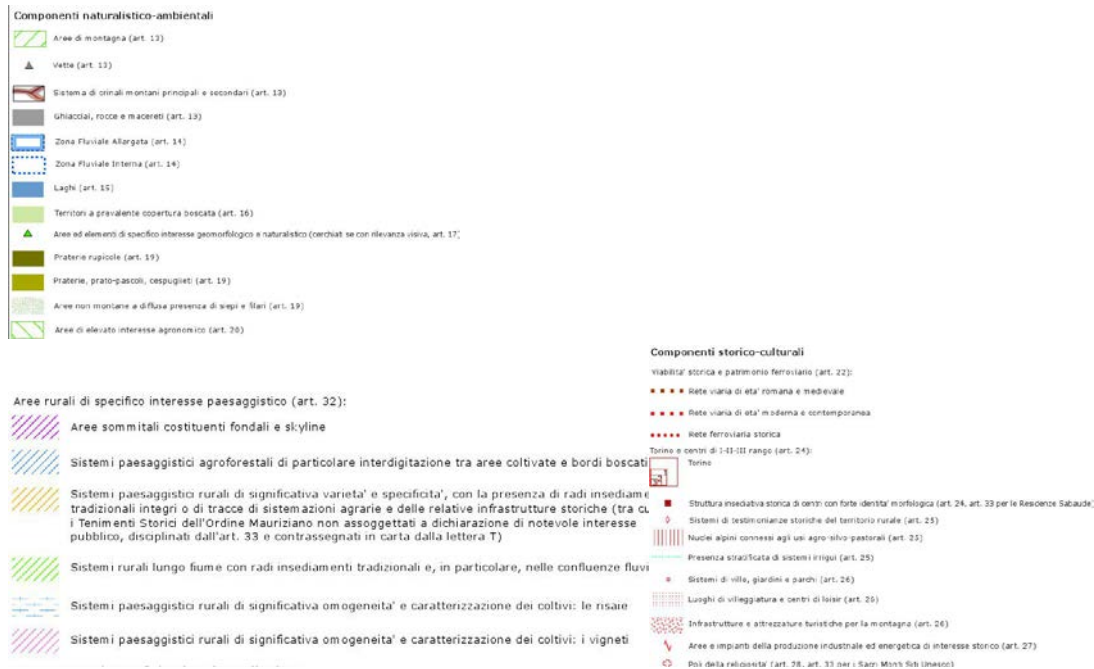 Componenti naturalistico-ambientali
Aree di montagna (art. 13)
Vette (art. 13)
Sistema di crinali montani principali e secondari (art. 13)
Ghiacciai, rocce e macereti (art. 13)
Zona Fluviale Allargata (art. 14)
Zona Fluviale Interna (art. 14)
Laghi (art. 15)
Territori a prevalente copertura boscata (art. 16)
Aree ed elementi di specifico interesse geomorfologico e naturalistico (cerchiati se con rilevanza visiva, art. 17)
Praterie rupicole (art. 19)
Praterie, prato-pascoli, cespuglieti (art. 19)
Aree non montane a diffusa presenza di siepi e filari (art. 19)
Aree di elevato interesse agronomico (art. 20)
Aree rurali di specifico interesse paesaggistico (art. 32):
Aree sommitali costituenti fondali e skyline
Sistemi paesaggistici agroforestali di particolare interdigitazione tra aree coltivate e bordi boscati
Sistemi paesaggistici rurali di significativa varieta' e specificita', con la presenza di radi insediame
tradizionali integri o di tracce di sistemazioni agrarie e delle relative infrastrutture storiche (tra cu
i Tenimenti Storici dell'Ordine Mauriziano non assoggettati a dichiarazione di notevole interesse
pubblico, disciplinati dall'art. 33 e contrassegnati in carta dalla lettera T)
Sistemi rurali lungo fiume con radi insediamenti tradizionali e, in particolare, nelle confluenze fluvi
Sistemi paesaggistici rurali di significativa omogeneita' e caratterizzazione dei coltivi: le risaie
Sistemi paesaggistici rurali di significativa omogeneita' e caratterizzazione dei coltivi: i vigneti
Componenti storico-culturali
Viabilita' storica e patrimonio ferroviario (art. 22):
Rete viaria di eta' romana e medievale
Rete viaria di eta' moderna e contemporanea
Rete ferroviaria storica
Torino e centri di I-II-III rango (art. 24):
Torino
Struttura insediativa storica di centri con forte identita' morfologica (art. 24, art. 33 per le Residenze Sabaude)
Sistemi di testimonianze storiche del territorio rurale (art. 25)
Nuclei alpini connessi agli usi agro-silvo-pastorali (art. 25)
Presenza stratificata di sistemi irrigui (art. 25)
Sistemi di ville, giardini e parchi (art. 26)
Luoghi di villeggiatura e centri di loisir (art. 26)
Infrastrutture e attrezzature turistiche per la montagna (art. 26)
Aree e impianti della produzione industriale ed energetica di interesse storico (art. 27)
Poli della religiosita' (art. 28, art. 33 per i Sacri Monti Siti Unesco)